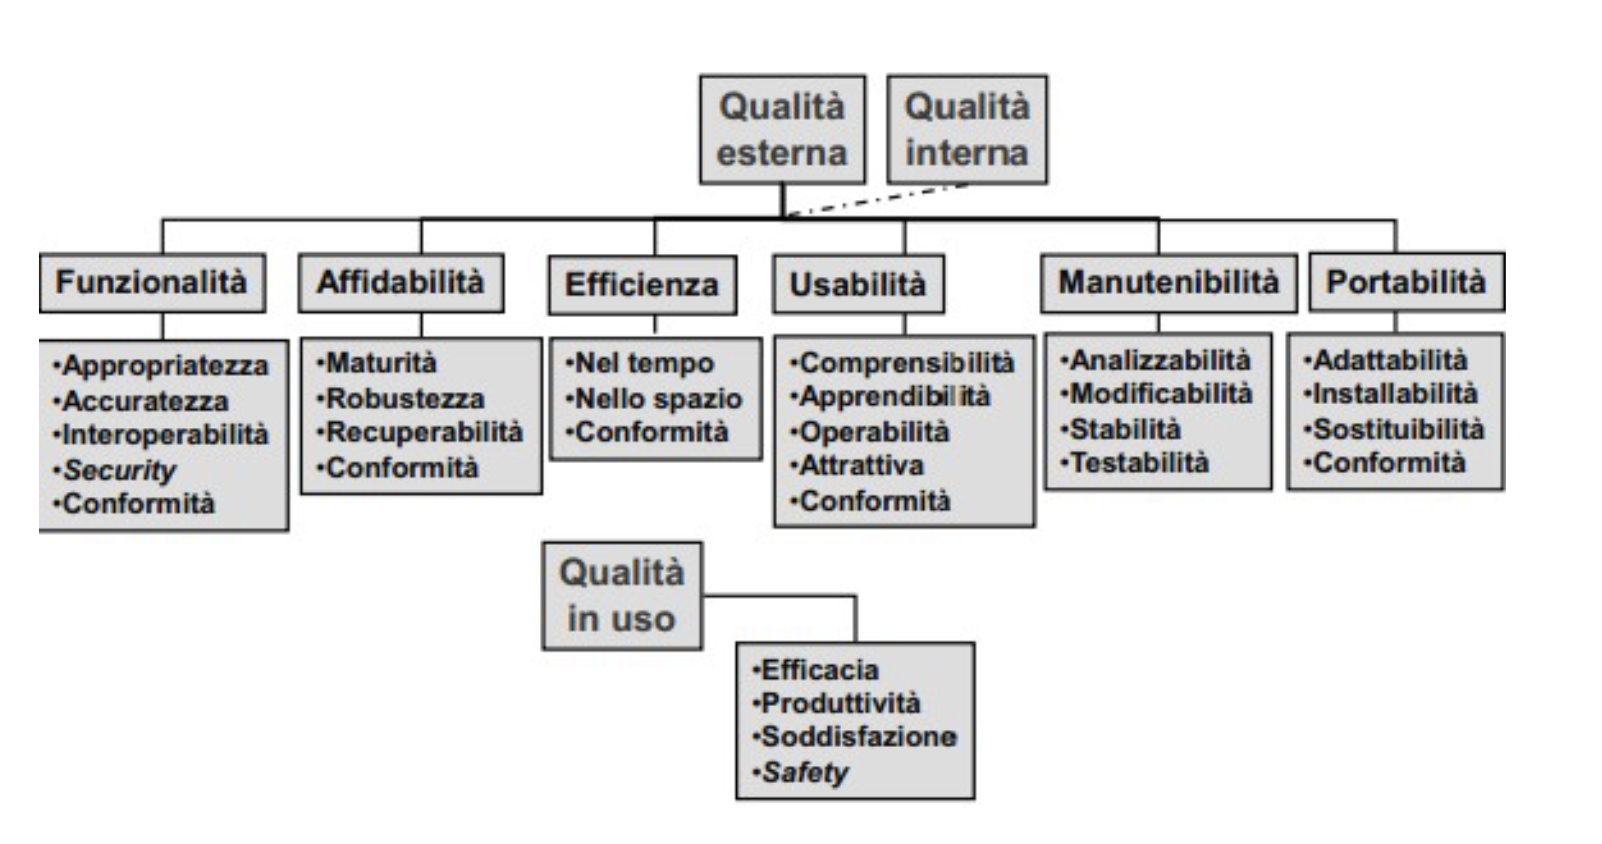 Qualità
esterna
Qualità
interna
Funzionalità
•Appropriatezza
•Accuratezza
•Interoperabilità
•Security
•Conformità
Affidabilità
•Maturità
•Robustezza
•Recuperabilità
•Conformità
Efficienza
•Nel tempo
•Nello spazio
•Conformità
Usabilità
•Comprensibilità
•Apprendibilità
•Operabilità
•Attrattiva
•Conformità
Manutenibilità
•Analizzabilità
•Modificabilità
•Stabilità
•Testabilità
Portabilità
•Adattabilità
•Installabilità
•Sostituibilità
•Conformità
Qualità
in uso
•Efficacia
•Produttività
•Soddisfazione
•Safety